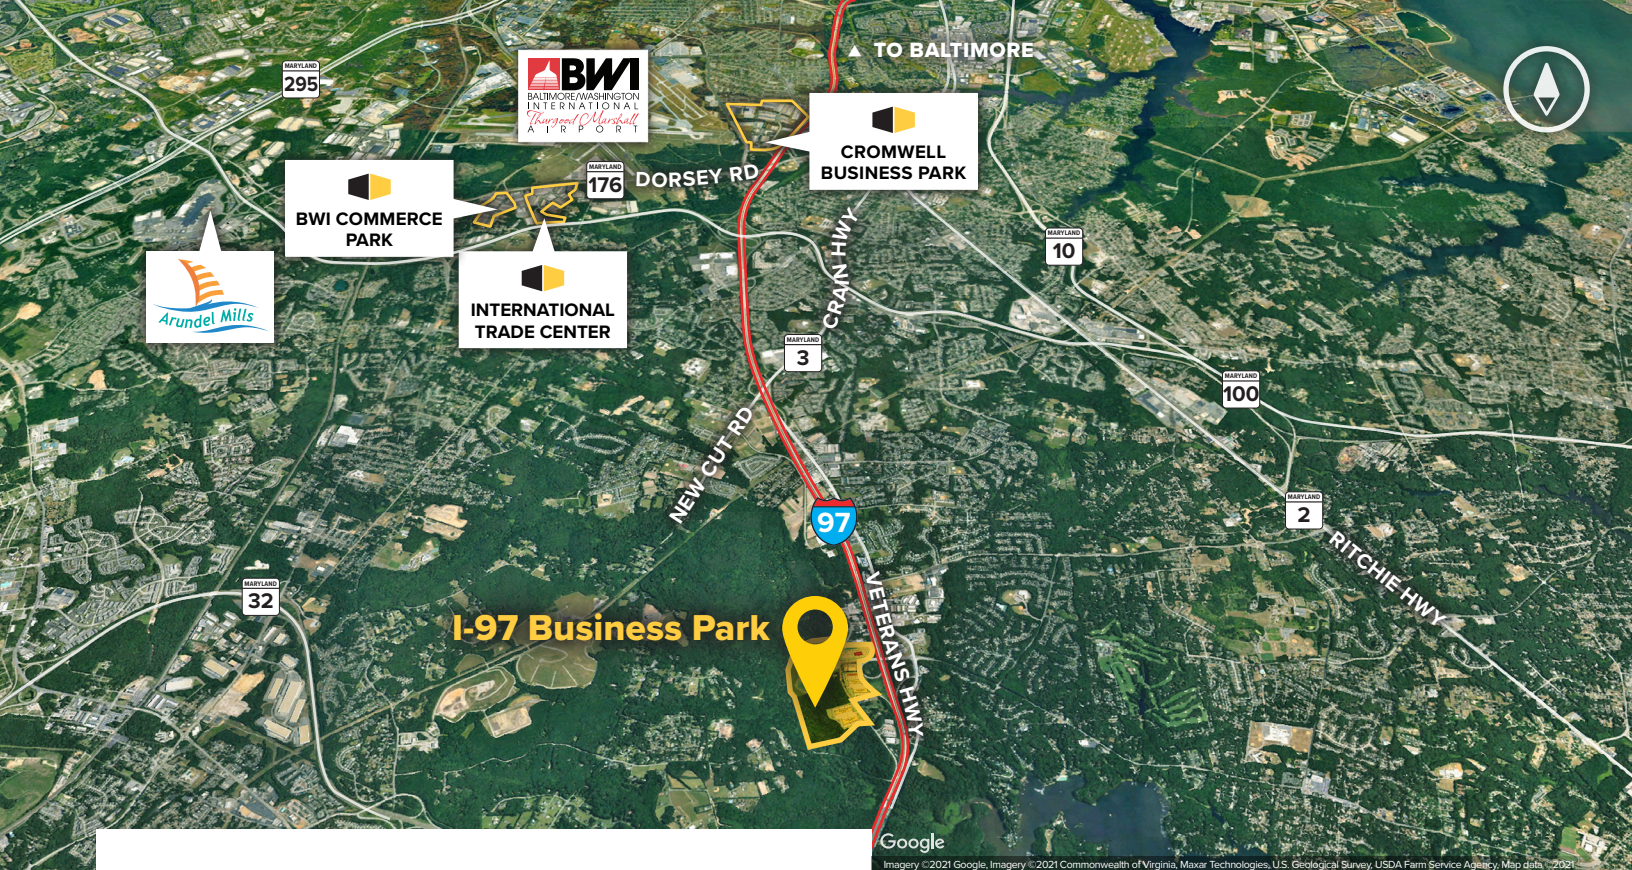 TO BALTIMORE
MARYLAND
295
BWI
BALTIMORE/WASHINGTON
INTERNATIONAL
Thurgood Marshall
AIRPORT
CROMWELL
BUSINESS PARK
MARYLAND
176
DORSEY RD
BWI COMMERCE
PARK
CRAIN HWY
MARYLAND
10
Arundel Mills
INTERNATIONAL
TRADE CENTER
MARYLAND
3
MARYLAND
100
NEW CUT RD
97
MARYLAND
2
RITCHIE HWY
MARYLAND
32
I-97 Business Park
VETERANS HWY
Google
Imagery ©2021 Google, Imagery ©2021 Commonwealth of Virginia, Maxar Technologies, U.S. Geological Survey, USDA Farm Service Agency, Map data ©2021